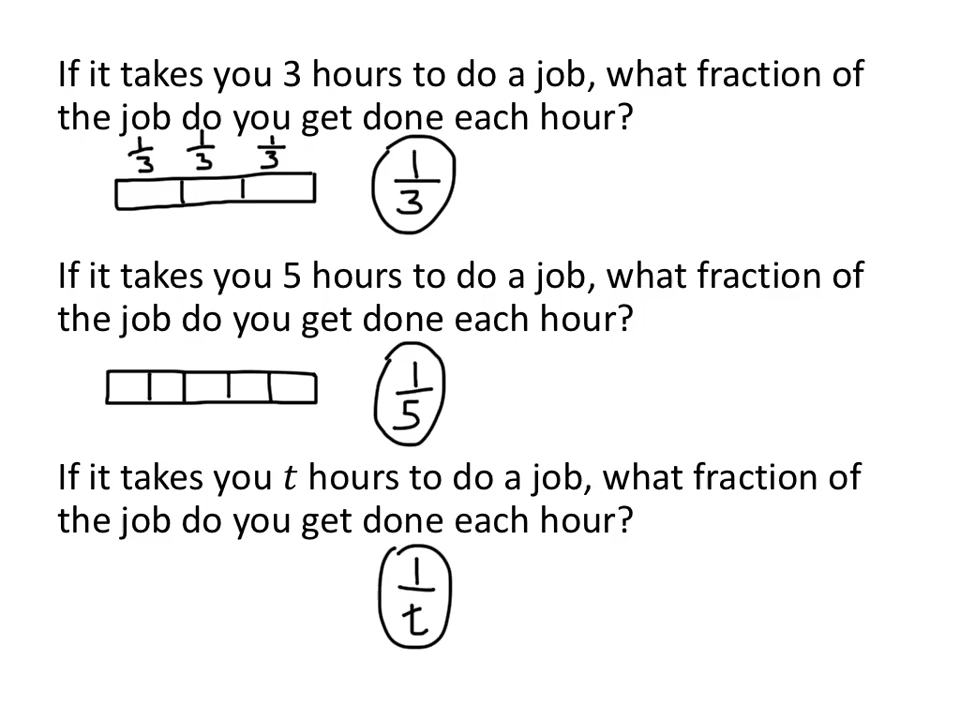 If it takes you 3 hours to do a job, what fraction of
the job do you get done each hour?
1/3 1/3 1/3
1/3
If it takes you 5 hours to do a job, what fraction of
the job do you get done each hour?
1/5
If it takes you t hours to do a job, what fraction of
the job do you get done each hour?
1/t